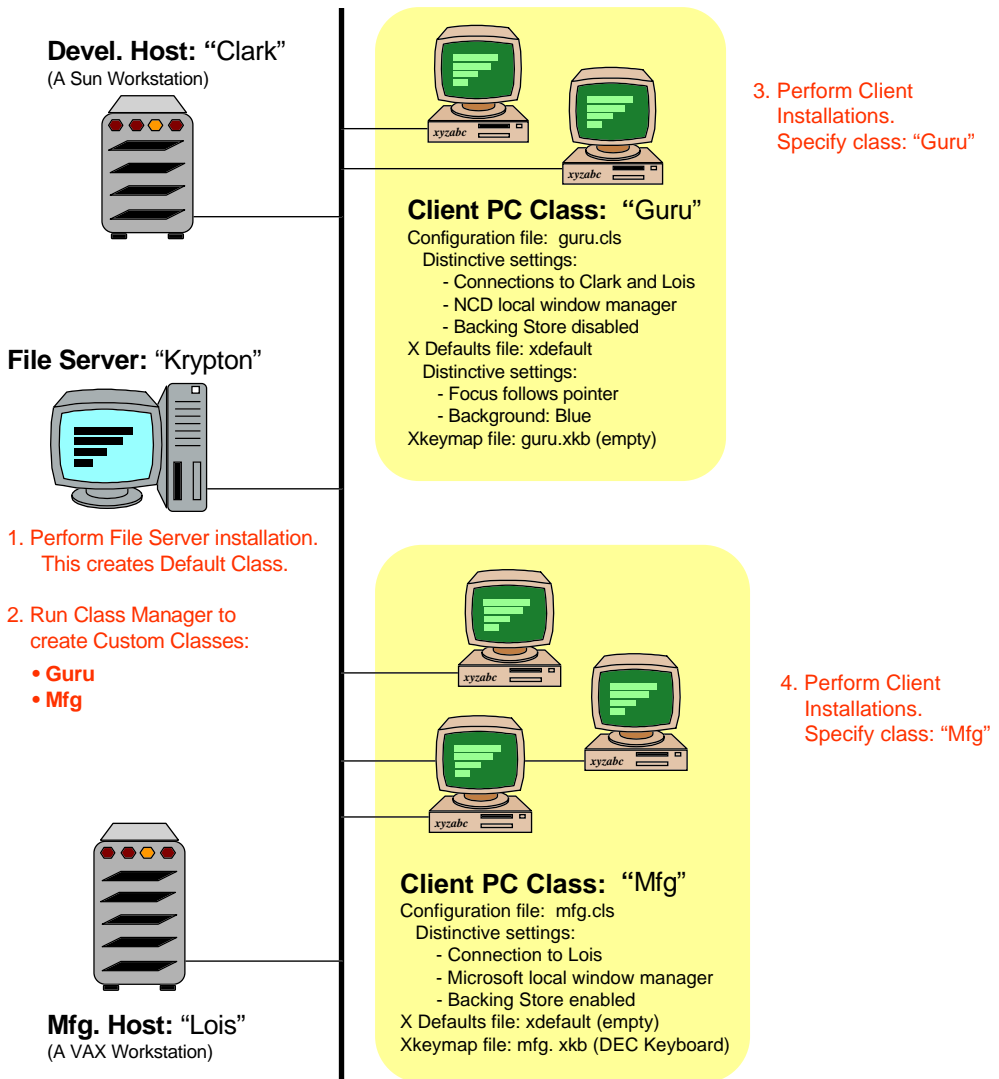 Devel. Host: “Clark”
(A Sun Workstation)
xyzabc
xyzabc
3. Perform Client
Installations.
Specify class: “Guru”
Client PC Class: “Guru”
Configuration file: guru.cls
Distinctive settings:
- Connections to Clark and Lois
- NCD local window manager
- Backing Store disabled
X Defaults file: xdefault
Distinctive settings:
- Focus follows pointer
- Background: Blue
Xkeymap file: guru.xkb (empty)
File Server: “Krypton”
1. Perform File Server installation.
This creates Default Class.
2. Run Class Manager to
create Custom Classes:
• Guru
• Mfg
xyzabc
xyzabc
xyzabc
4. Perform Client
Installations.
Specify class: “Mfg”
Client PC Class: “Mfg”
Configuration file: mfg.cls
Distinctive settings:
- Connection to Lois
- Microsoft local window manager
- Backing Store enabled
X Defaults file: xdefault (empty)
Xkeymap file: mfg. xkb (DEC Keyboard)
Mfg. Host: “Lois”
(A VAX Workstation)